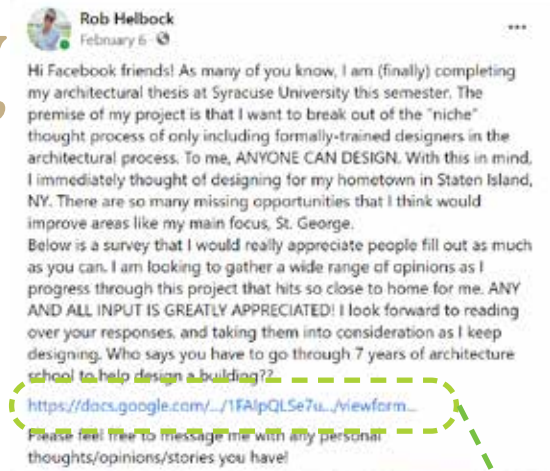 Rob Helbock
February 6
Hi Facebook friends! As many of you know, I am (finally) completing
my architectural thesis at Syracuse University this semester. The
premise of my project is that I want to break out of the "niche"
thought process of only including formally-trained designers in the
architectural process. To me, ANYONE CAN DESIGN. With this in mind,
I immediately thought of designing for my hometown in Staten Island,
NY. There are so many missing opportunities that I think would
improve areas like my main focus, St. George.
Below is a survey that I would really appreciate people fill out as much
as you can. I am looking to gather a wide range of opinions as I
progress through this project that hits so close to home for me. ANY
AND ALL INPUT IS GREATLY APPRECIATED! I look forward to reading
over your responses, and taking them into consideration as I keep
designing. Who says you have to go through 7 years of architecture
school to help design a building??
https://docs.google.com/.../1FAIpQLSe7u.../viewform...
Please feel free to message me with any personal
thoughts/opinions/stories you have!